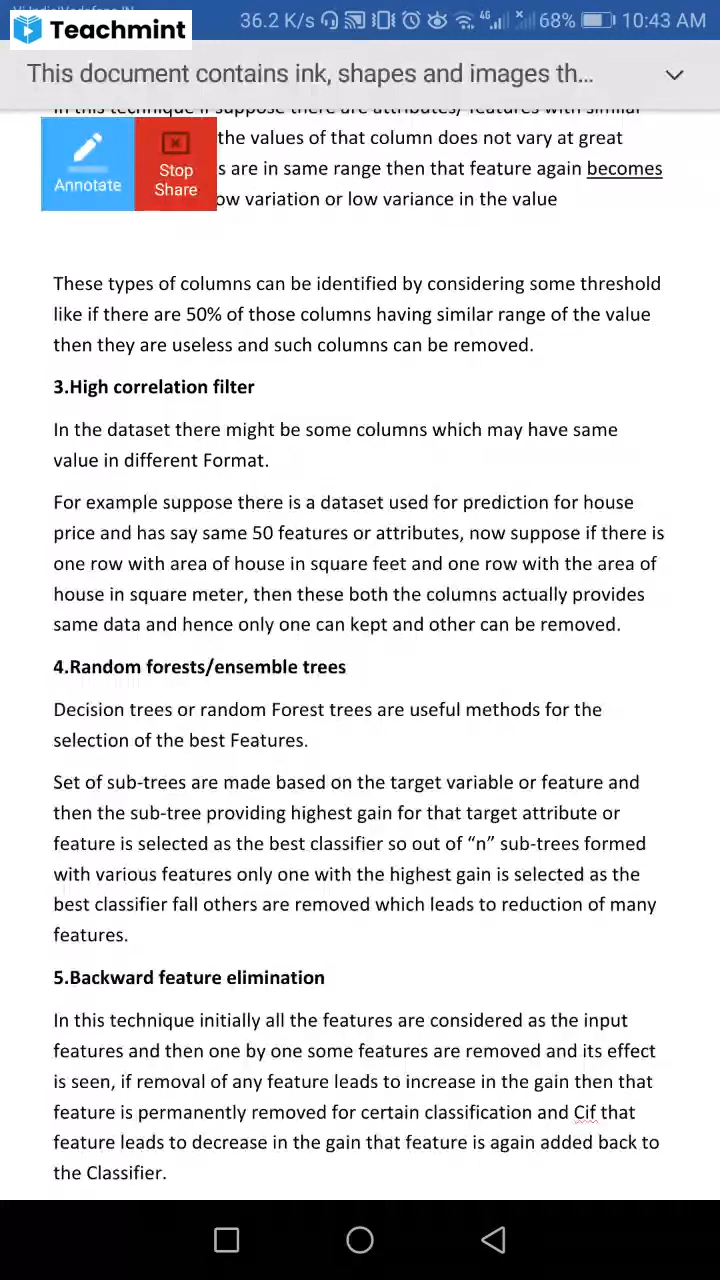 Teachmint
36.2 K/s 4G 68% 10:43 AM
This document contains ink, shapes and images th...
In this technique if suppose there are attributes/ features with similar
the values of that column does not vary at great
Annotate
Stop
Share
s are in same range then that feature again becomes
ow variation or low variance in the value
These types of columns can be identified by considering some threshold
like if there are 50% of those columns having similar range of the value
then they are useless and such columns can be removed.
3.High correlation filter
In the dataset there might be some columns which may have same
value in different Format.
For example suppose there is a dataset used for prediction for house
price and has say same 50 features or attributes, now suppose if there is
one row with area of house in square feet and one row with the area of
house in square meter, then these both the columns actually provides
same data and hence only one can kept and other can be removed.
4.Random forests/ensemble trees
Decision trees or random Forest trees are useful methods for the
selection of the best Features.
Set of sub-trees are made based on the target variable or feature and
then the sub-tree providing highest gain for that target attribute or
feature is selected as the best classifier so out of “n” sub-trees formed
with various features only one with the highest gain is selected as the
best classifier fall others are removed which leads to reduction of many
features.
5.Backward feature elimination
In this technique initially all the features are considered as the input
features and then one by one some features are removed and its effect
is seen, if removal of any feature leads to increase in the gain then that
feature is permanently removed for certain classification and Cif that
feature leads to decrease in the gain that feature is again added back to
the Classifier.